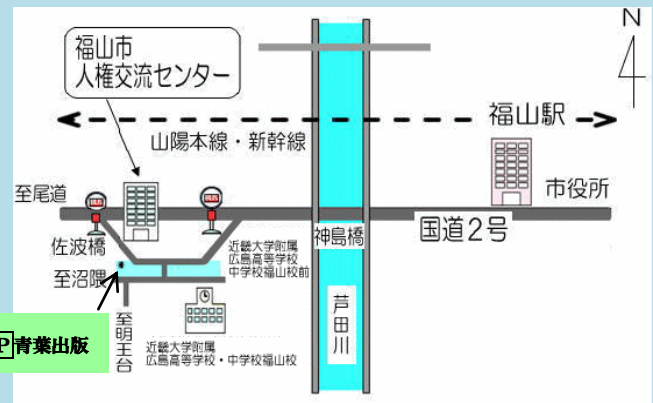 N
福山市
人権交流センター
福山駅
山陽本線・新幹線
至尾道
市役所
佐波橋
近畿大学附属
広島高等学校
中学校福山校前
神島橋
国道2号
至沼隈
芦田川
P青葉出版
至明王台
近畿大学附属
広島高等学校・中学校福山校